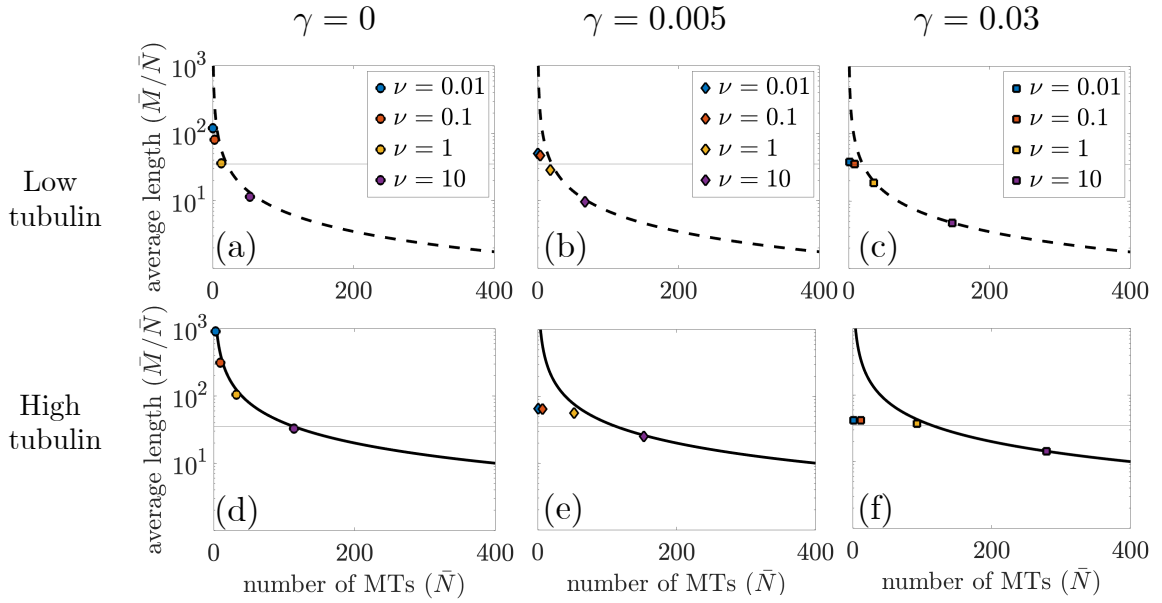 γ = 0
γ = 0.005
γ = 0.03
Low
tubulin
average length (M̄/N̄)
10³
10²
10¹
ν = 0.01
ν = 0.1
ν = 1
ν = 10
(a)
0
200
400
ν = 0.01
ν = 0.1
ν = 1
ν = 10
(b)
0
200
400
ν = 0.01
ν = 0.1
ν = 1
ν = 10
(c)
0
200
400
High
tubulin
average length (M̄/N̄)
10³
10²
10¹
(d)
0
200
400
number of MTs (N̄)
(e)
0
200
400
number of MTs (N̄)
(f)
0
200
400
number of MTs (N̄)